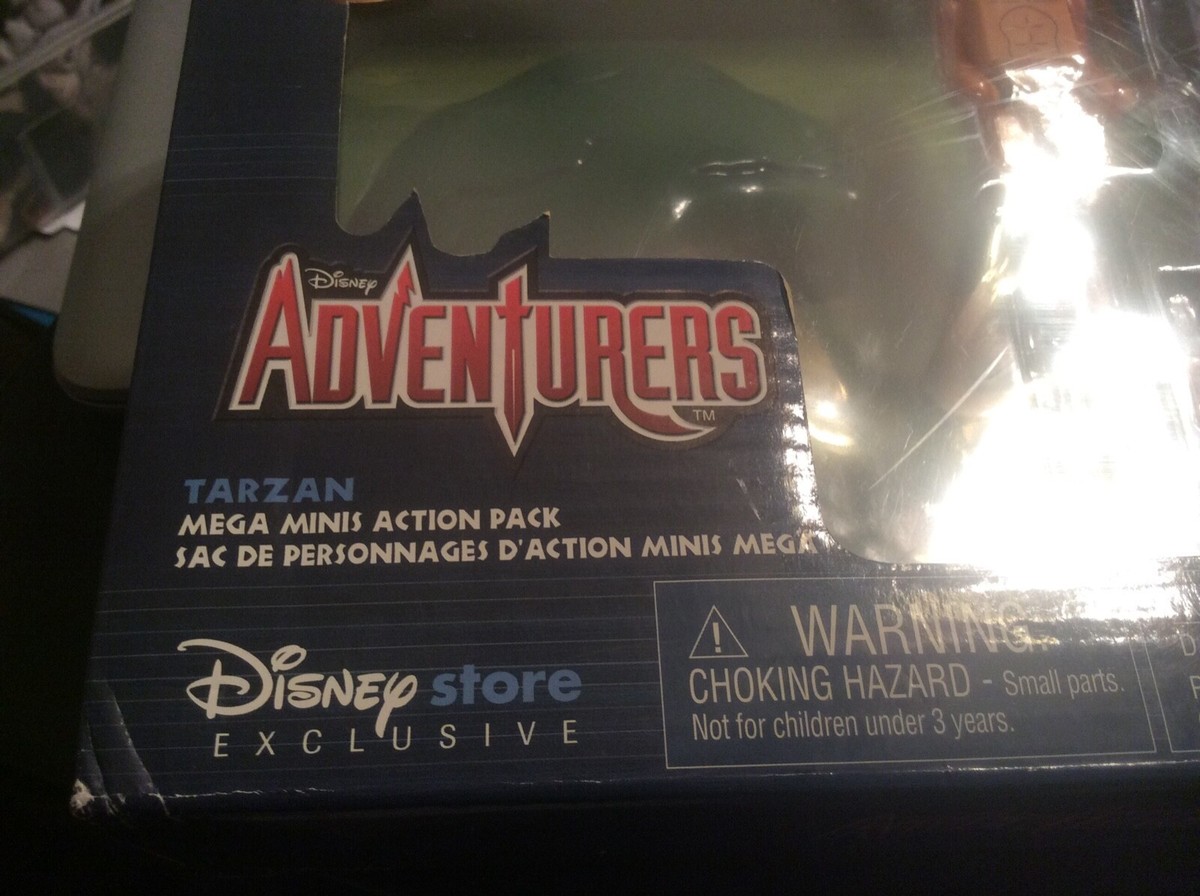 Disney
ADVENTURERS
TM
TARZAN
MEGA MINIS ACTION PACK
SAC DE PERSONNAGES D'ACTION MINIS MEGA
Disney store
EXCLUSIVE
! WARNING:
CHOKING HAZARD - Small parts.
Not for children under 3 years.